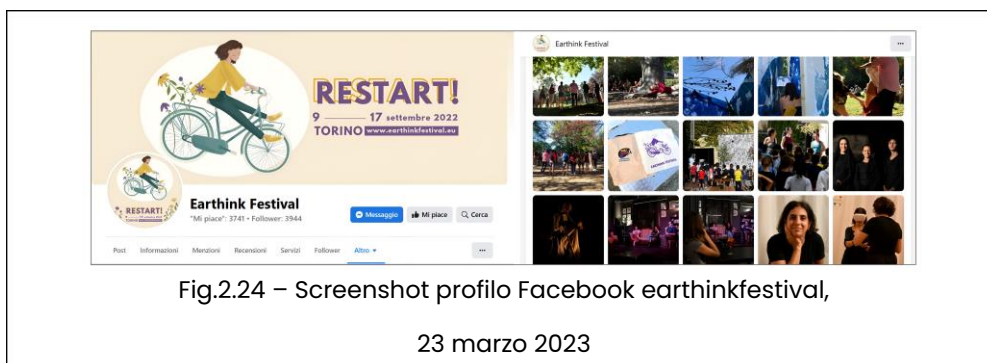 RESTART!
9 17 settembre 2022
TORINO www.earthinkfestival.eu
RESTART!
Earthink Festival
"Mi piace": 3741 • Follower: 3944
Messaggio Mi piace Cerca
Post Informazioni Menzioni Recensioni Servizi Follower Altro
Earthink Festival
Fig.2.24 – Screenshot profilo Facebook earthinkfestival,
23 marzo 2023